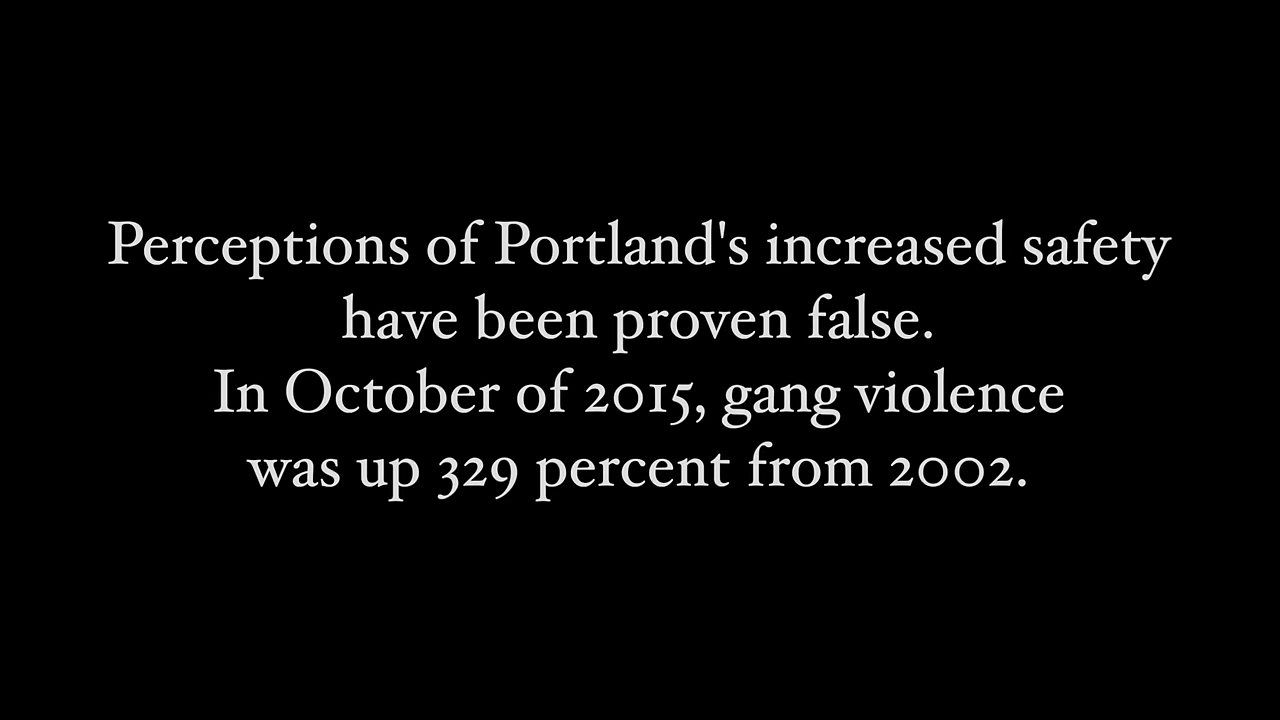 Perceptions of Portland's increased safety
have been proven false.
In October of 2015, gang violence
was up 329 percent from 2002.